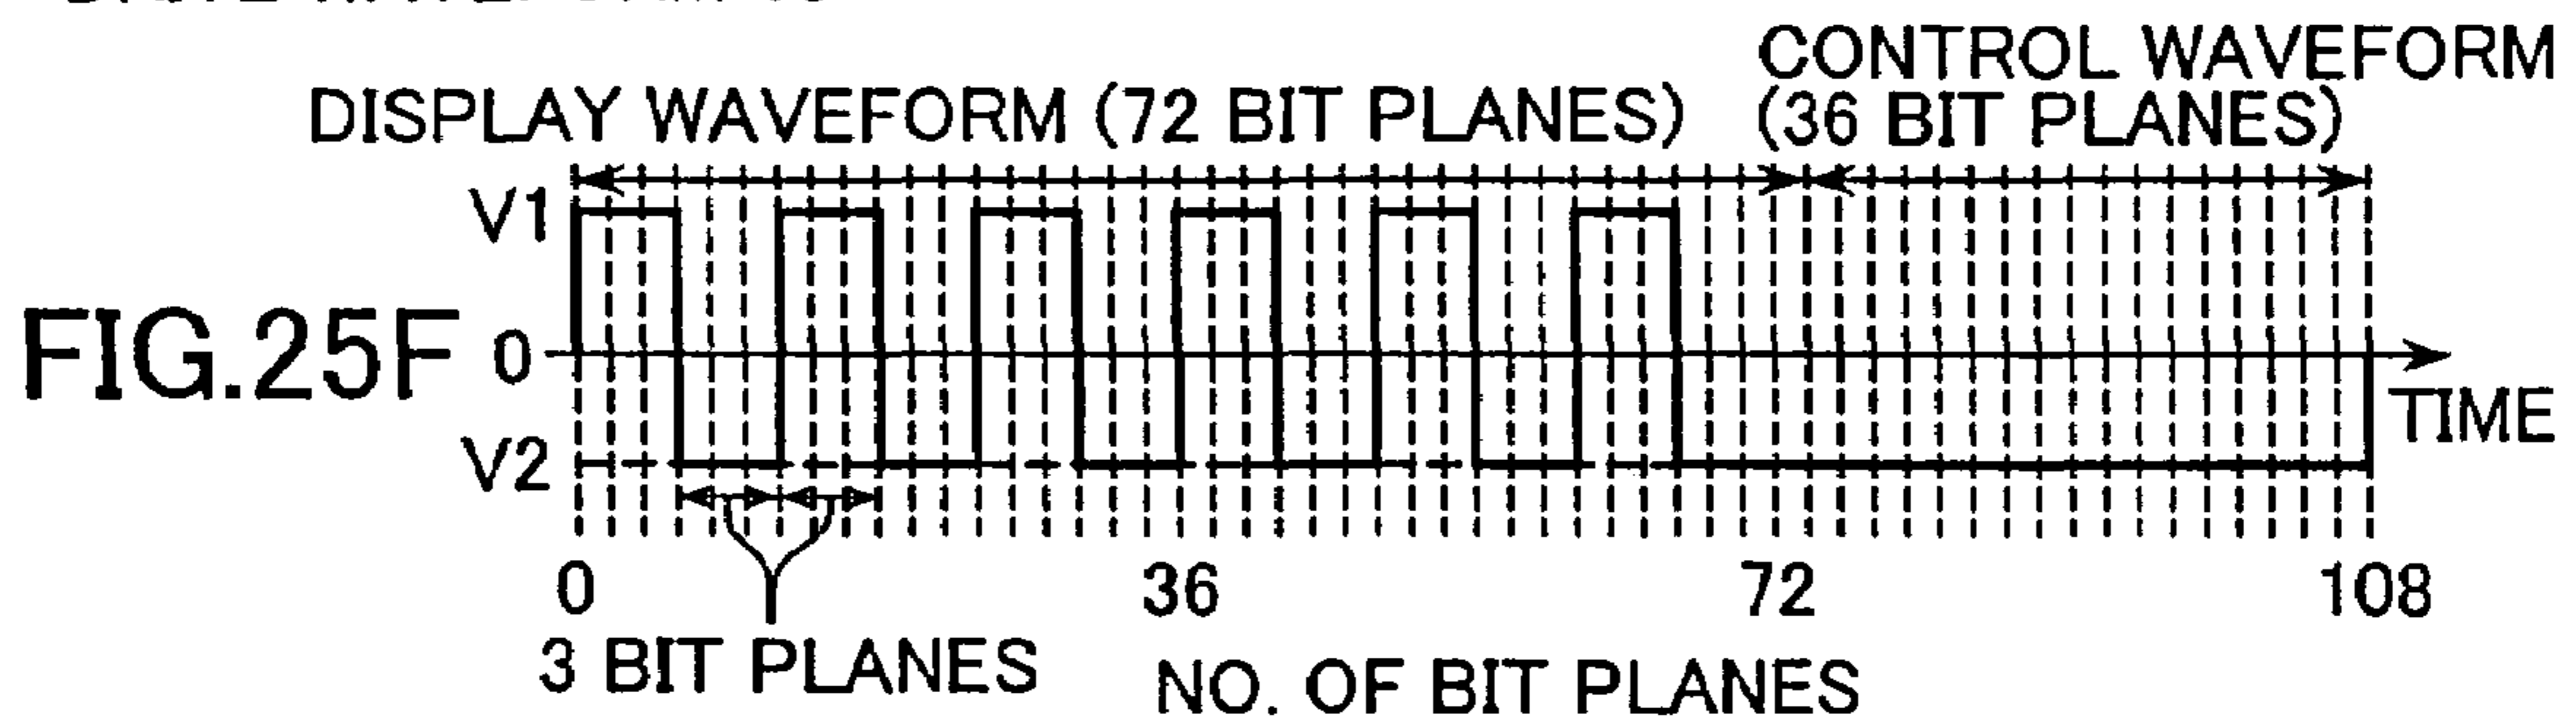 CONTROL WAVEFORM
DISPLAY WAVEFORM (72 BIT PLANES) (36 BIT PLANES)
V1
FIG.25F 0
TIME
V2
0 36 72 108
3 BIT PLANES
NO. OF BIT PLANES